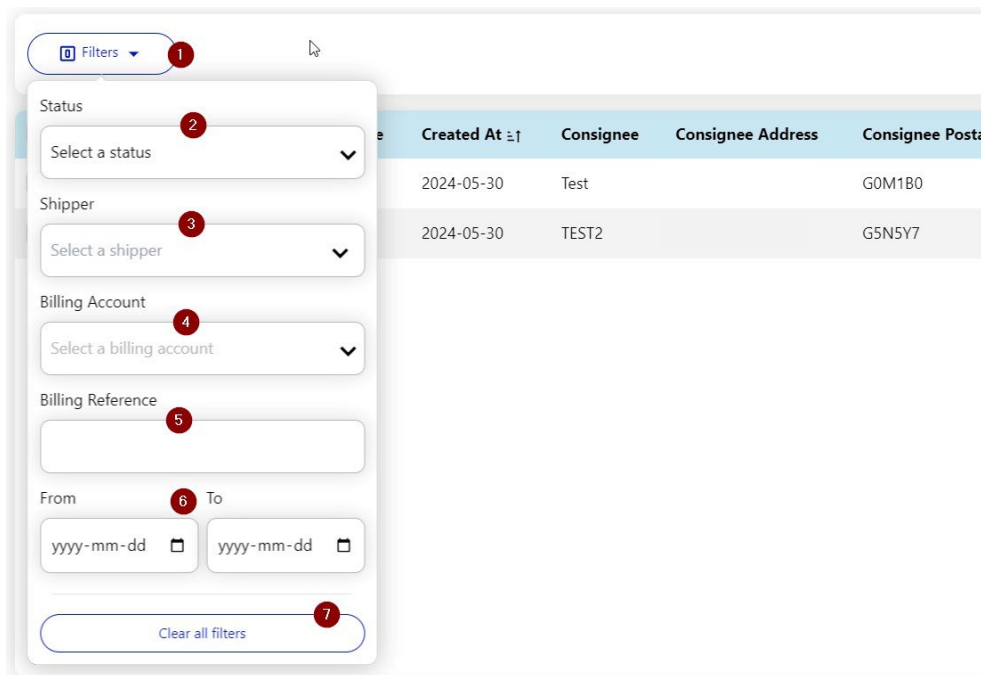 0 Filters 1
Status
2
e Created At Consignee Consignee Address Consignee Posta
Select a status
2024-05-30 Test G0M1B0
Shipper
3
Select a shipper
2024-05-30 TEST2 G5N5Y7
Billing Account
4
Select a billing account
Billing Reference
5
From 6 To
yyyy-mm-dd yyyy-mm-dd
7
Clear all filters